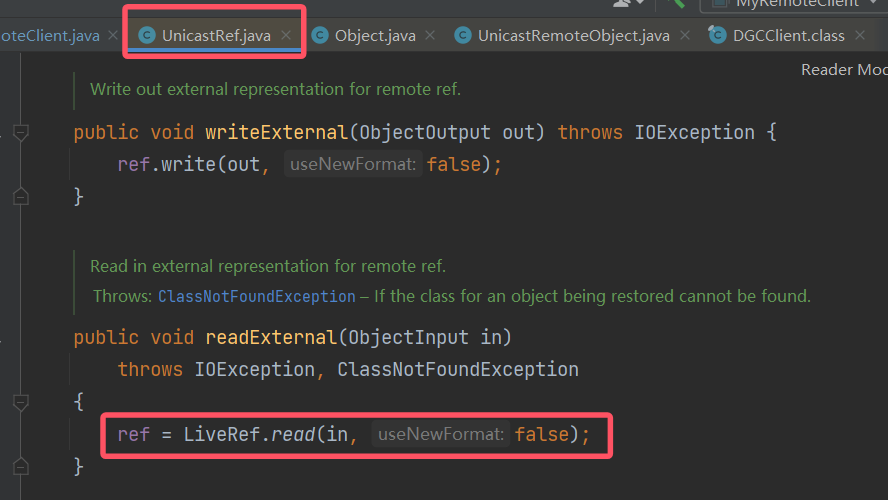 MyRemoteClient
oteClient.java × UnicastRef.java × Object.java × UnicastRemoteObject.java × DGCClient.class ×
Reader Mod
Write out external representation for remote ref.
public void writeExternal(ObjectOutput out) throws IOException {
ref.write(out, useNewFormat: false);
}
Read in external representation for remote ref.
Throws: ClassNotFoundException – If the class for an object being restored cannot be found.
public void readExternal(ObjectInput in)
throws IOException, ClassNotFoundException
{
ref = LiveRef.read(in, useNewFormat: false);
}